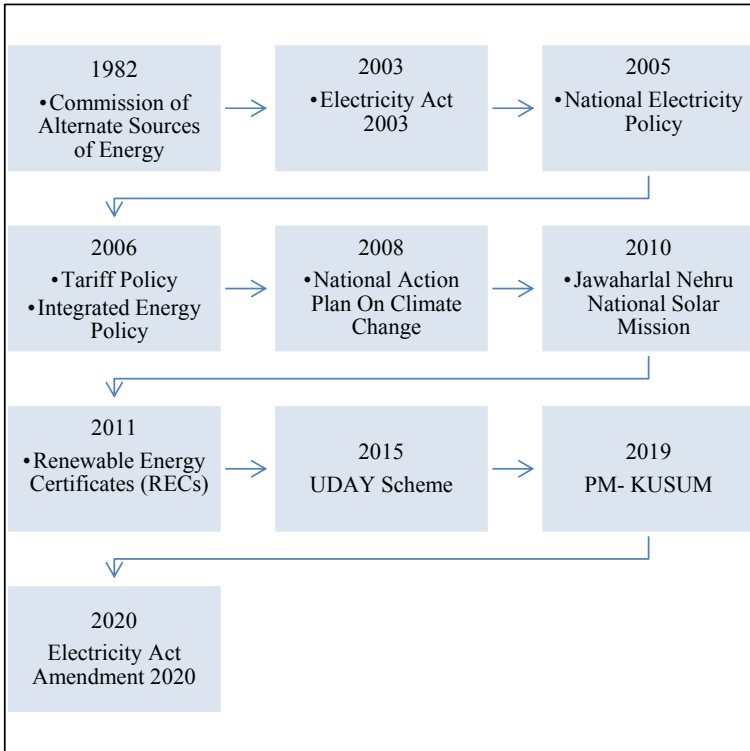 1982
•Commission of
Alternate Sources
of Energy
2003
•Electricity Act
2003
2005
•National Electricity
Policy
2006
•Tariff Policy
•Integrated Energy
Policy
2008
•National Action
Plan On Climate
Change
2010
•Jawaharlal Nehru
National Solar
Mission
2011
•Renewable Energy
Certificates (RECs)
2015
UDAY Scheme
2019
PM- KUSUM
2020
Electricity Act
Amendment 2020